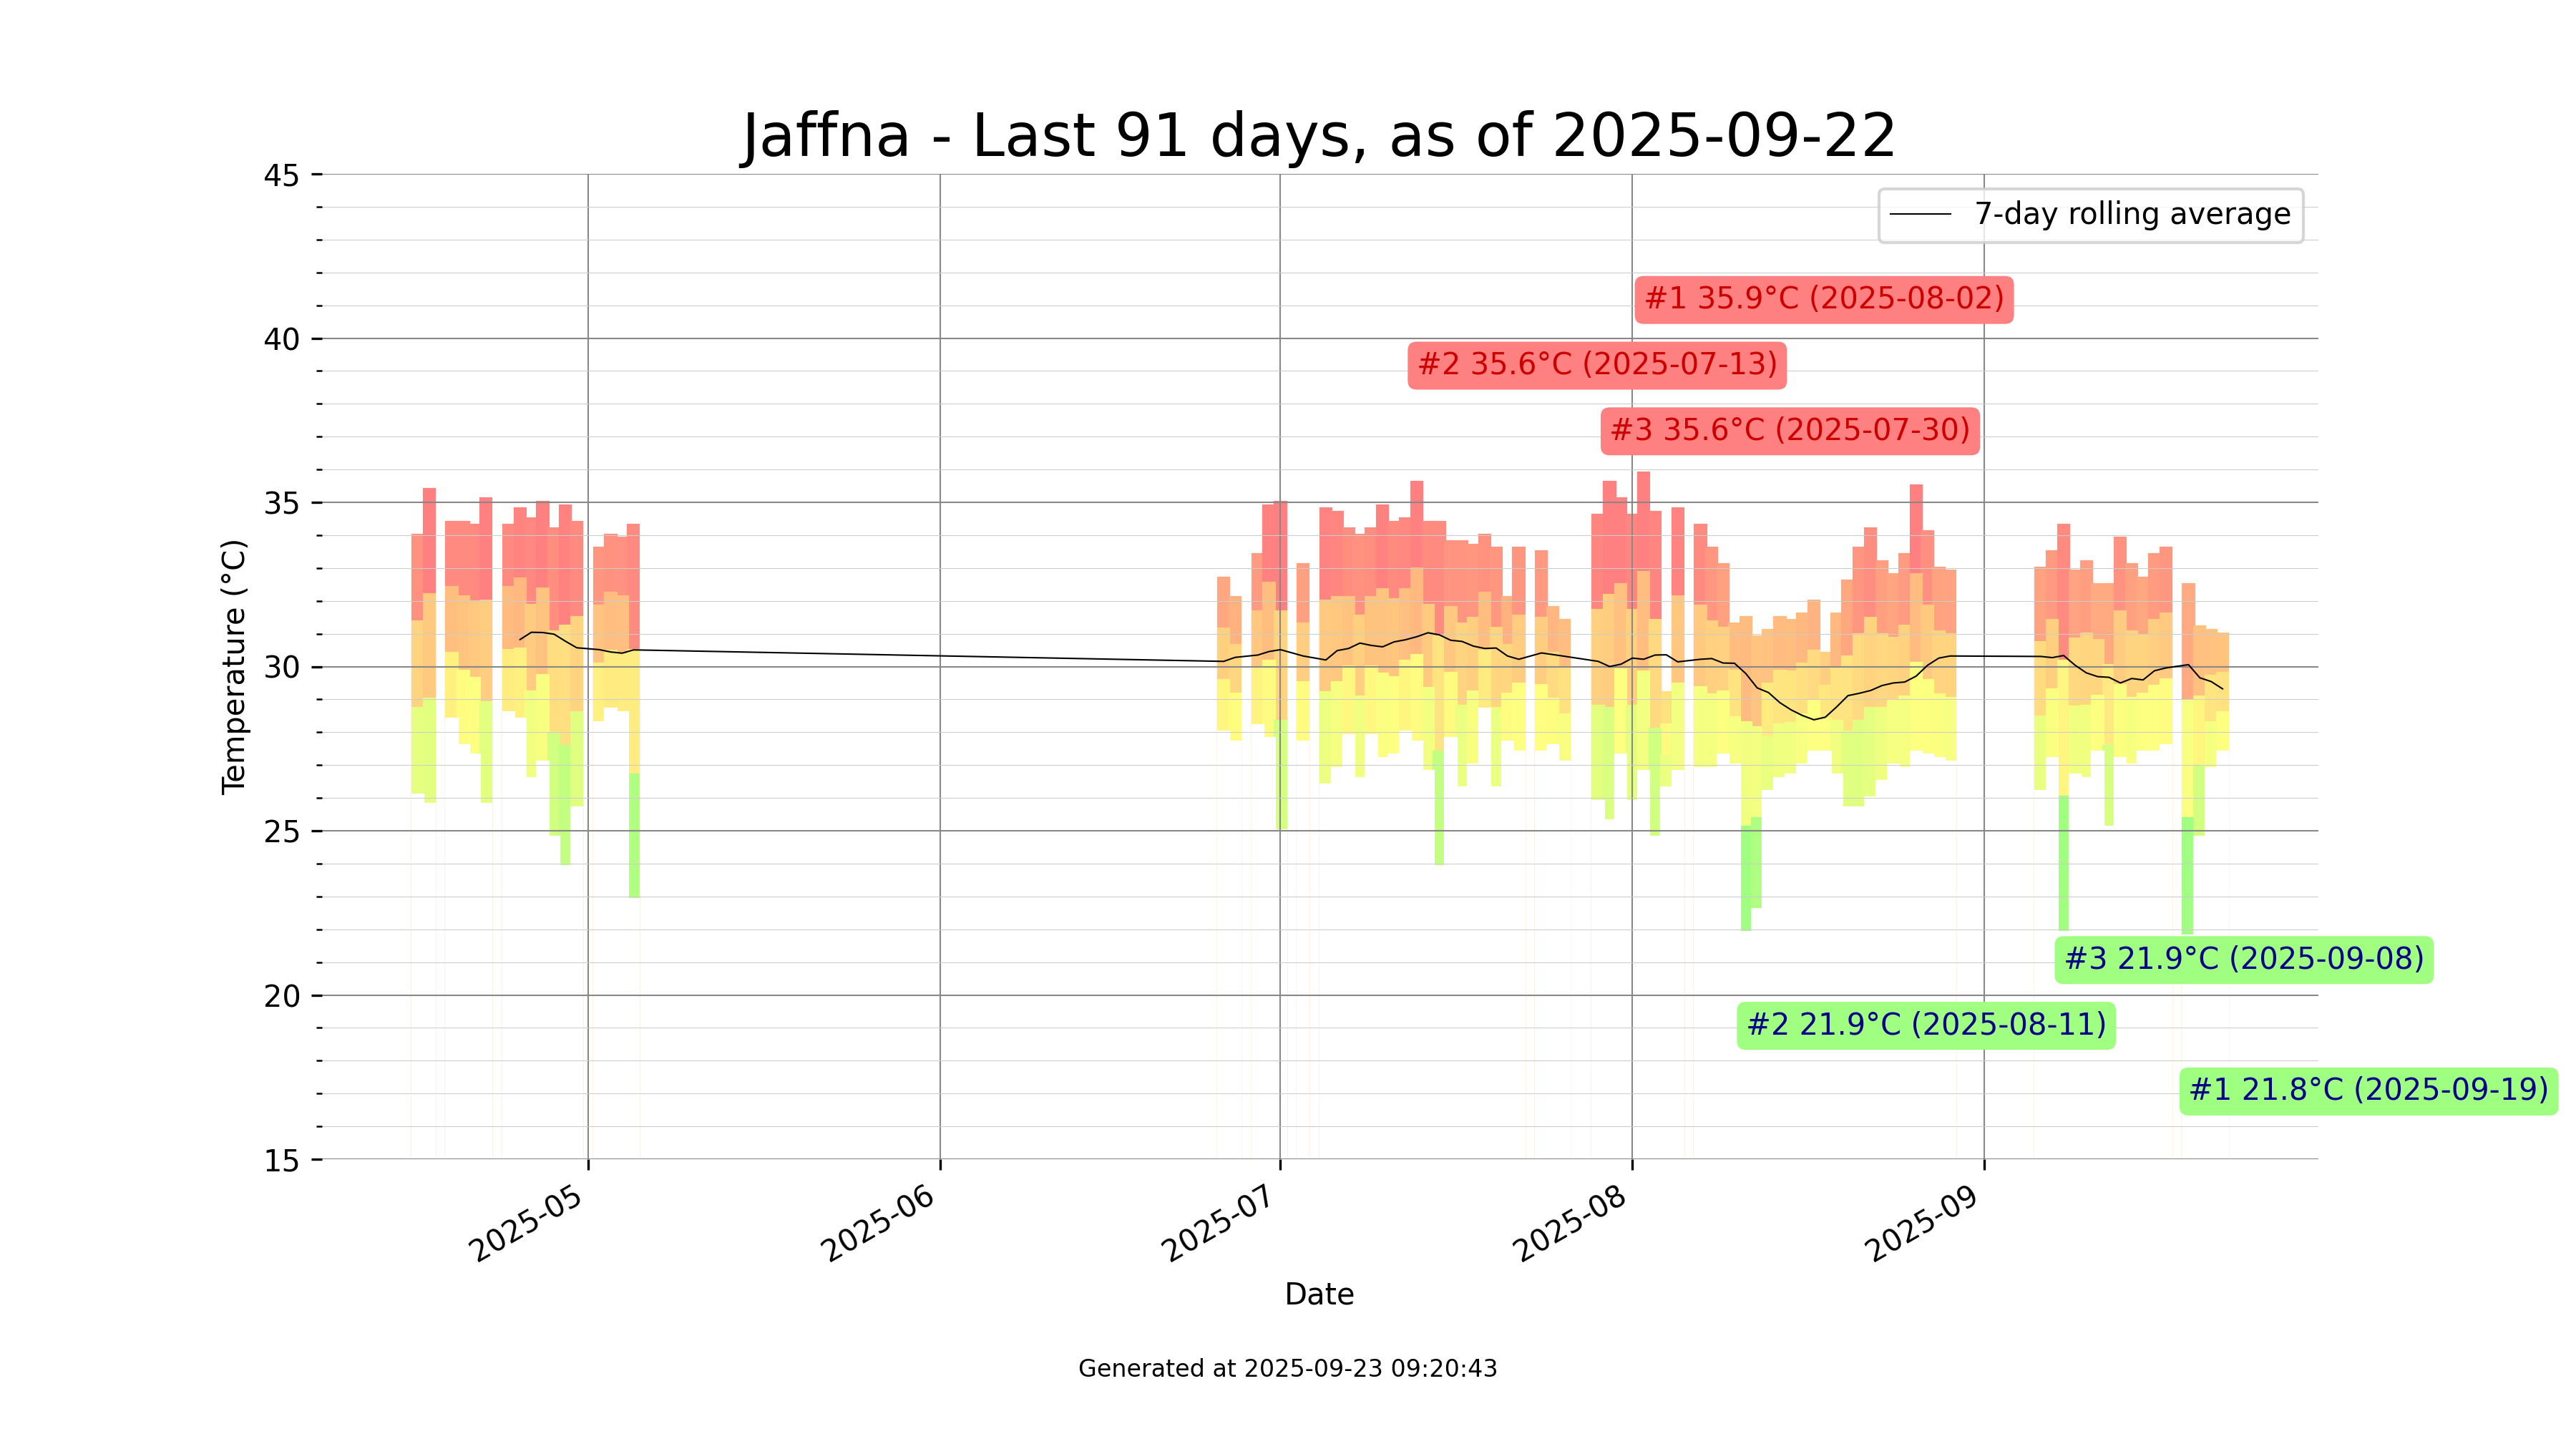 Jaffna - Last 91 days, as of 2025-09-22
45
40
35
30
25
20
15
Temperature (°C)
7-day rolling average
#1 35.9°C (2025-08-02)
#2 35.6°C (2025-07-13)
#3 35.6°C (2025-07-30)
#3 21.9°C (2025-09-08)
#2 21.9°C (2025-08-11)
#1 21.8°C (2025-09-19)
2025-05
2025-06
2025-07
2025-08
2025-09
Date
Generated at 2025-09-23 09:20:43